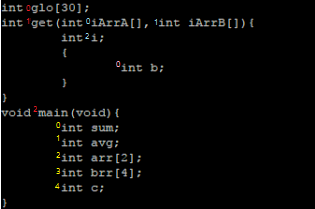 int 0glo[30];
int 1get(int 0iArrA[], 1int iArrB[]){
int 2i;
{
0int b;
}
}
void 2main(void){
0int sum;
1int avg;
2int arr[2];
3int brr[4];
4int c;
}